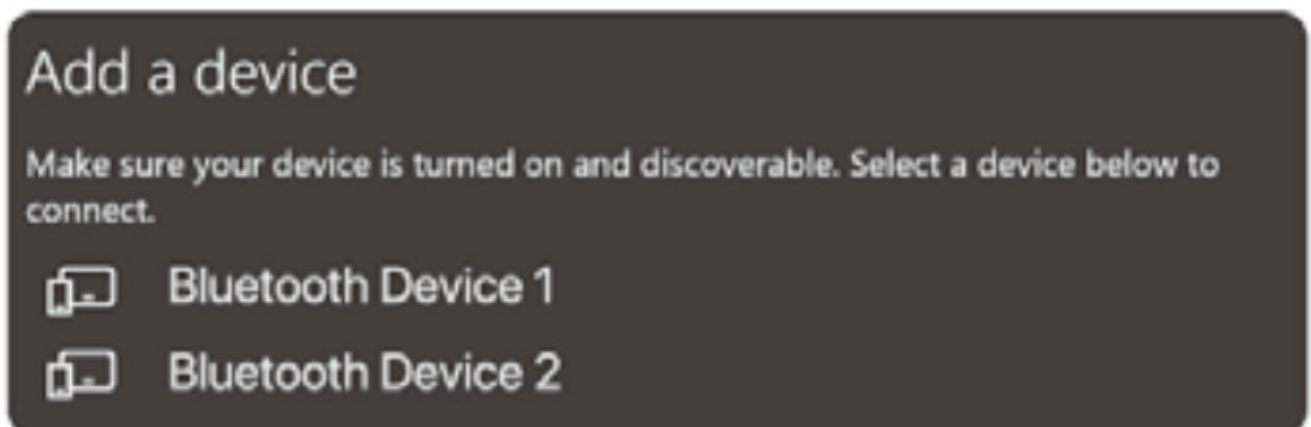 Add a device
Make sure your device is turned on and discoverable. Select a device below to
connect.
Bluetooth Device 1
Bluetooth Device 2